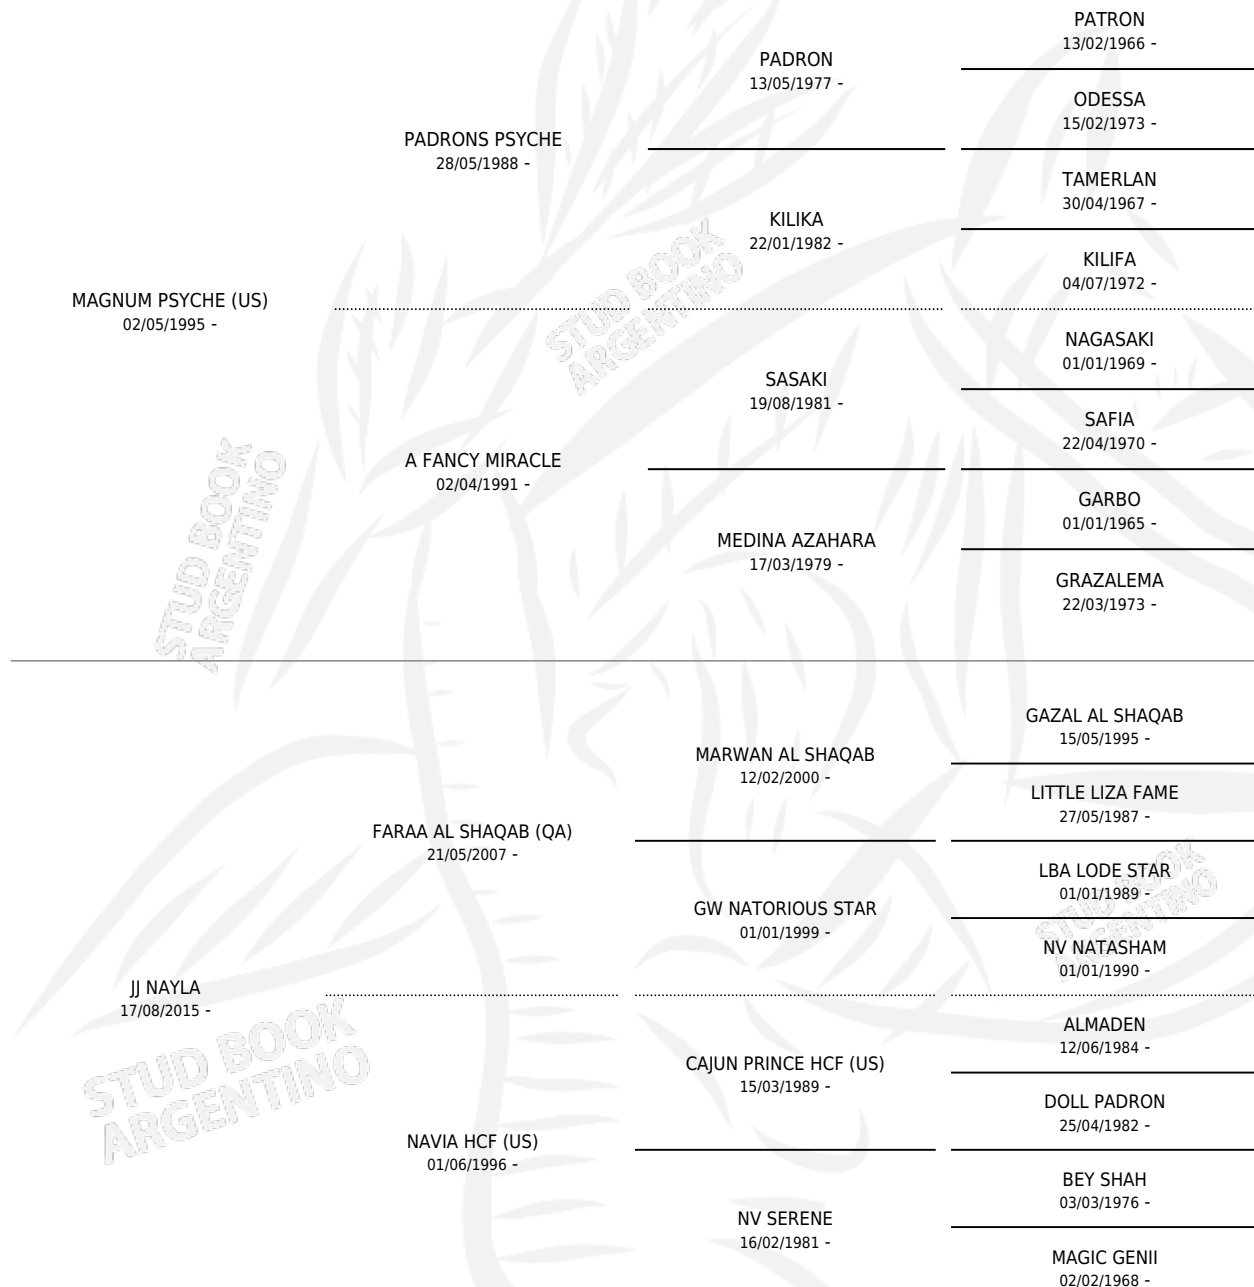 PATRON
13/02/1966 -
PADRON
13/05/1977 -
ODESSA
15/02/1973 -
PADRONS PSYCHE
28/05/1988 -
TAMERLAN
30/04/1967 -
KILIKA
22/01/1982 -
KILIFA
04/07/1972 -
MAGNUM PSYCHE (US)
02/05/1995 -
NAGASAKI
01/01/1969 -
SASAKI
19/08/1981 -
SAFIA
22/04/1970 -
A FANCY MIRACLE
02/04/1991 -
GARBO
01/01/1965 -
MEDINA AZAHARA
17/03/1979 -
GRAZALEMA
22/03/1973 -
GAZAL AL SHAQAB
15/05/1995 -
MARWAN AL SHAQAB
12/02/2000 -
LITTLE LIZA FAME
27/05/1987 -
FARAA AL SHAQAB (QA)
21/05/2007 -
LBA LODE STAR
01/01/1989 -
GW NATORIOUS STAR
01/01/1999 -
NV NATASHAM
01/01/1990 -
JJ NAYLA
17/08/2015 -
ALMADEN
12/06/1984 -
CAJUN PRINCE HCF (US)
15/03/1989 -
DOLL PADRON
25/04/1982 -
NAVIA HCF (US)
01/06/1996 -
BEY SHAH
03/03/1976 -
NV SERENE
16/02/1981 -
MAGIC GENII
02/02/1968 -
STUD BOOK
ARGENTINO
STUD BOOK
ARGENTINO
STUD BOOK
ARGENTINO
STUD BOOK
ARGENTINO